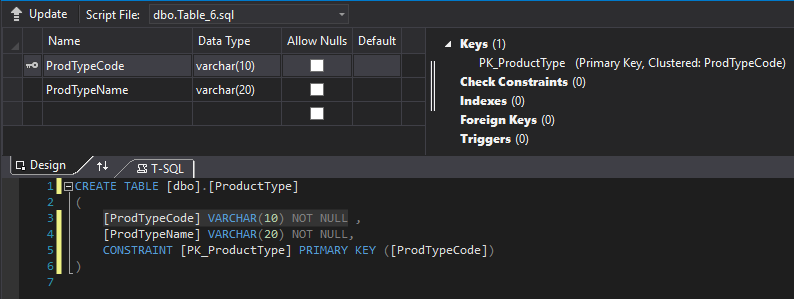 Update Script File: dbo.Table_6.sql
Name Data Type Allow Nulls Default
ProdTypeCode varchar(10)
ProdTypeName varchar(20)
Keys (1)
PK_ProductType (Primary Key, Clustered: ProdTypeCode)
Check Constraints (0)
Indexes (0)
Foreign Keys (0)
Triggers (0)
Design T-SQL
1 CREATE TABLE [dbo].[ProductType]
2 (
3 [ProdTypeCode] VARCHAR(10) NOT NULL ,
4 [ProdTypeName] VARCHAR(20) NOT NULL,
5 CONSTRAINT [PK_ProductType] PRIMARY KEY ([ProdTypeCode])
6 )
7